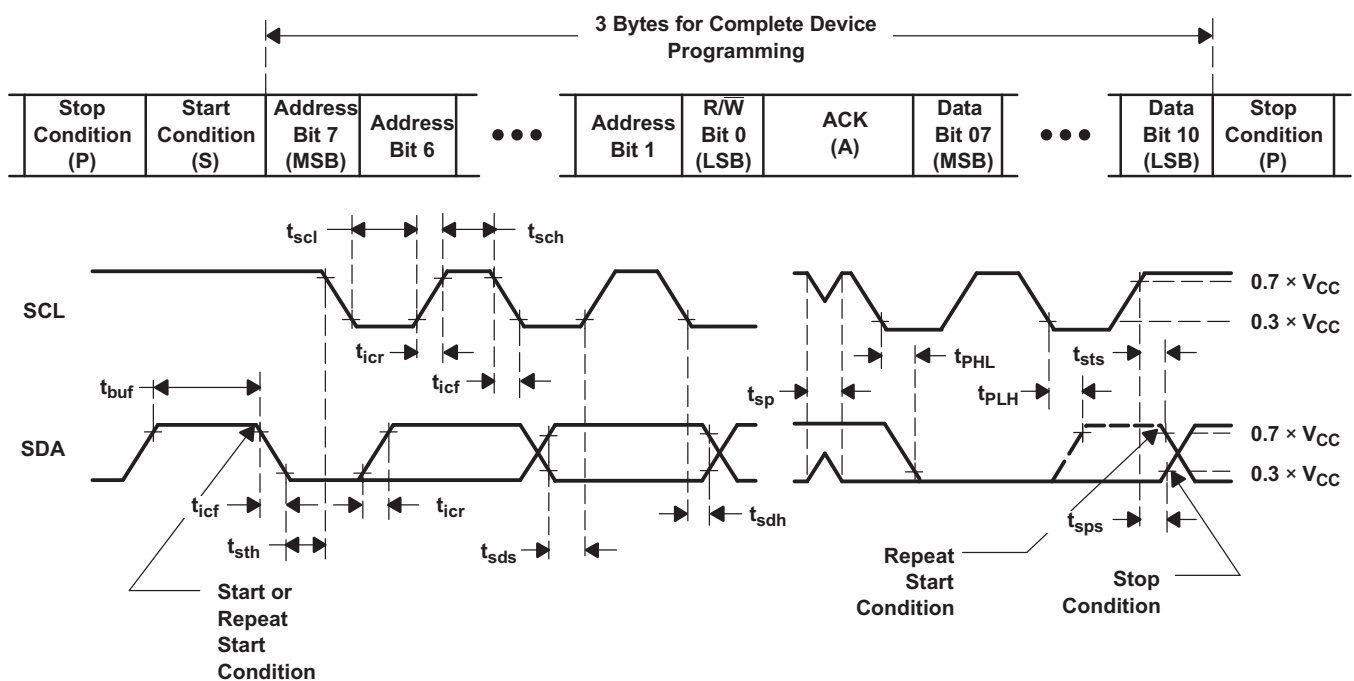 3 Bytes for Complete Device
Programming
Stop
Condition
(P)
Start
Condition
(S)
Address
Bit 7
(MSB)
Address
Bit 6
•••
Address
Bit 1
R/W̅
Bit 0
(LSB)
ACK
(A)
Data
Bit 07
(MSB)
•••
Data
Bit 10
(LSB)
Stop
Condition
(P)
tscl
tsch
SCL
0.7 × VCC
0.3 × VCC
ticr
ticf
tPHL
tsts
tbuf
tsp
tPLH
SDA
0.7 × VCC
0.3 × VCC
ticf
ticr
tsdh
tsps
tsth
tsds
Start or
Repeat
Start
Condition
Repeat
Start
Condition
Stop
Condition